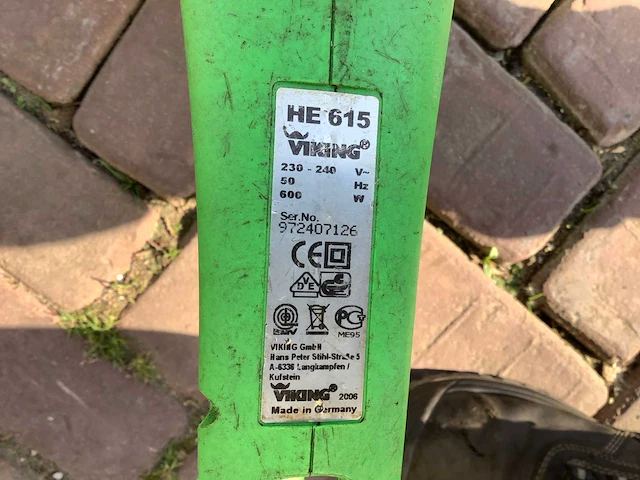 HE 615
VIKING®
230 - 240 V~
50 Hz
600 W
Ser.No.
972407126
CE
DVE
ME95
VIKING GmbH
Hans Peter Stihl-Straße 5
A-6336 Langkampfen /
Kufstein
VIKING® 2006
Made in Germany